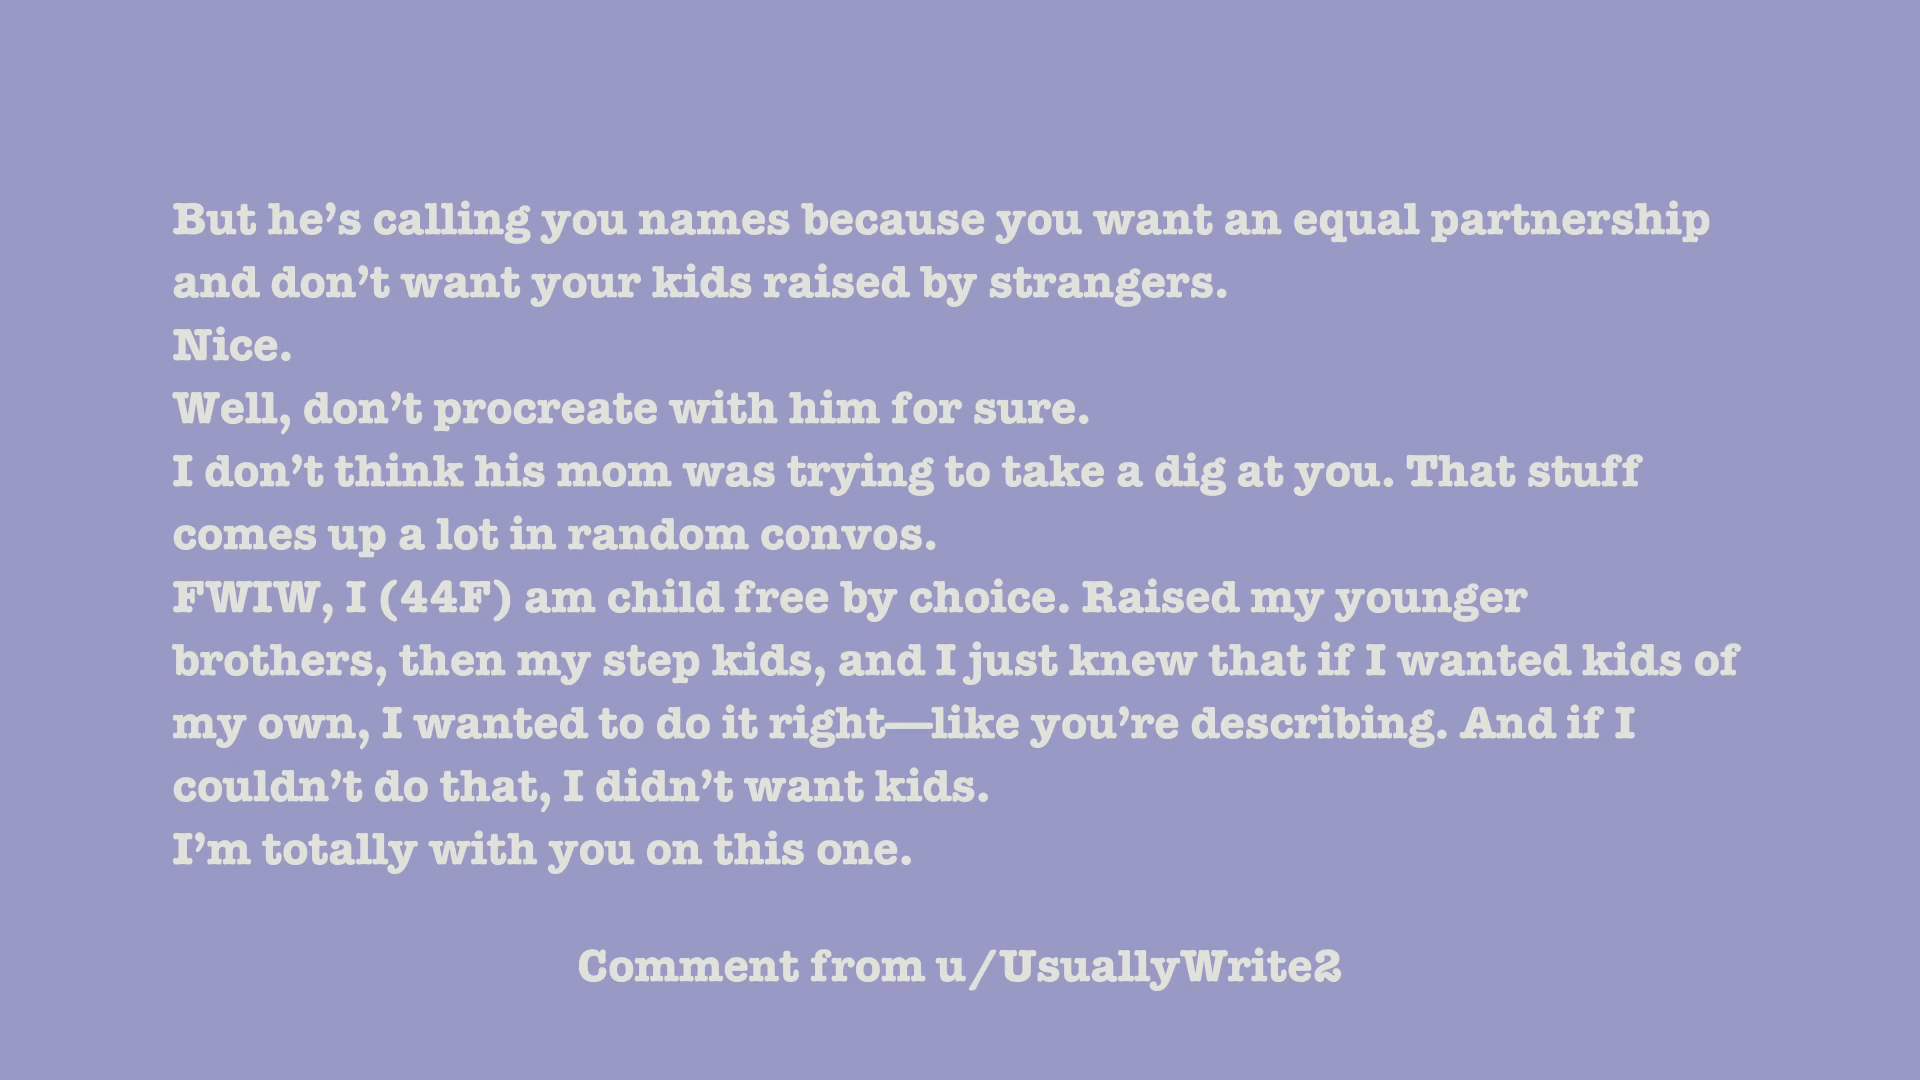 But he’s calling you names because you want an equal partnership
and don’t want your kids raised by strangers.
Nice.
Well, don’t procreate with him for sure.
I don’t think his mom was trying to take a dig at you. That stuff
comes up a lot in random convos.
FWIW, I (44F) am child free by choice. Raised my younger
brothers, then my step kids, and I just knew that if I wanted kids of
my own, I wanted to do it right—like you’re describing. And if I
couldn’t do that, I didn’t want kids.
I’m totally with you on this one.
Comment from u/UsuallyWrite2